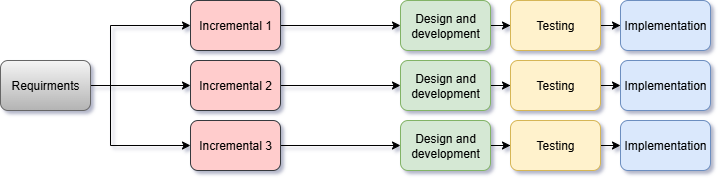 Requirments
Incremental 1
Design and
development
Testing
Implementation
Incremental 2
Design and
development
Testing
Implementation
Incremental 3
Design and
development
Testing
Implementation